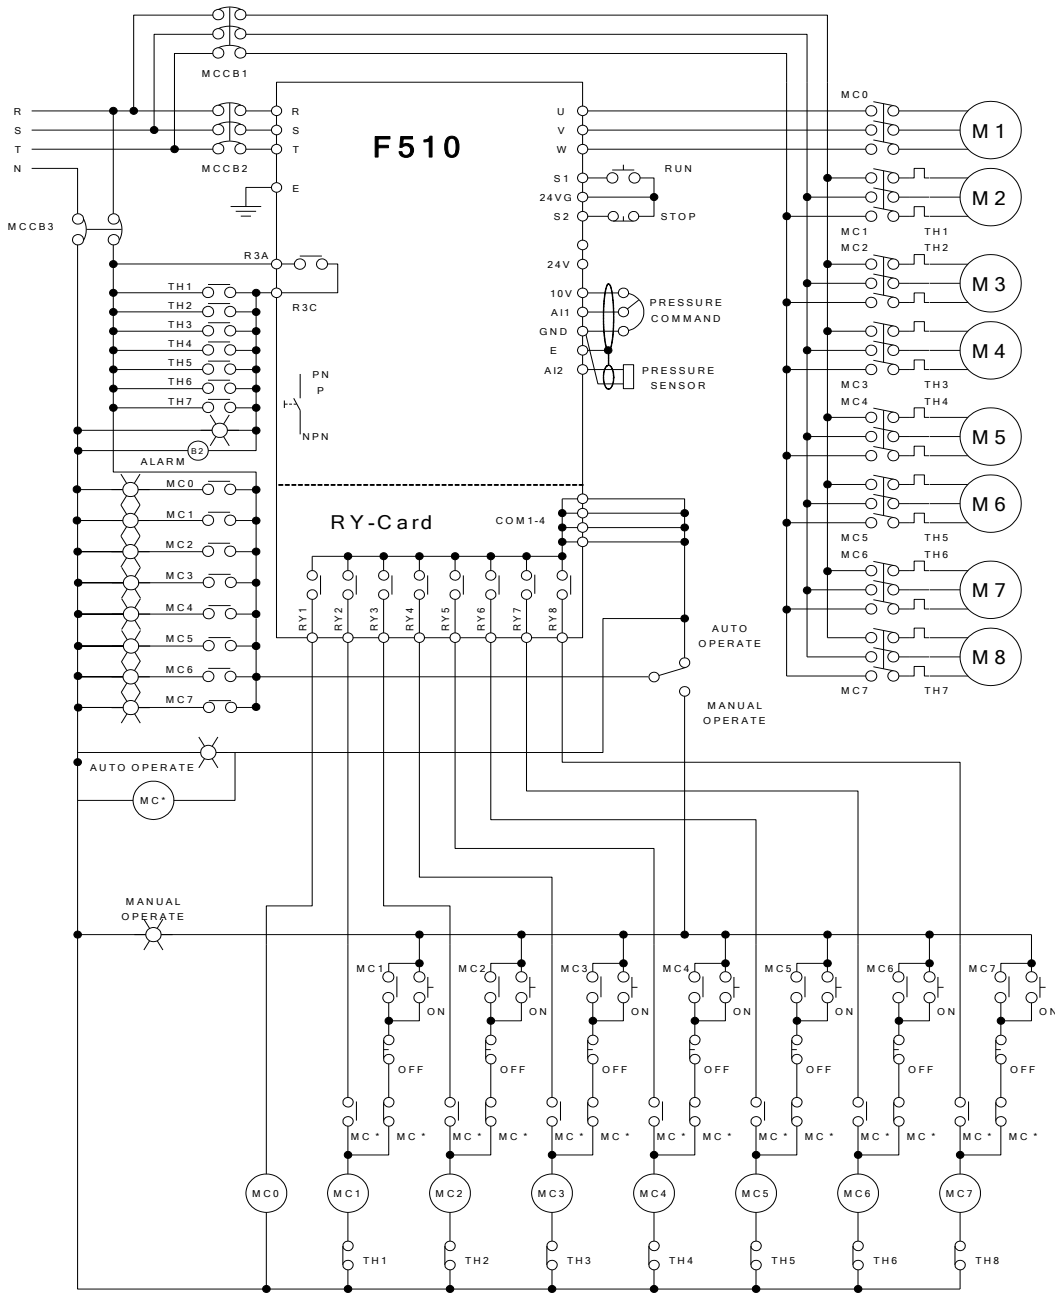 MCCB1
R
S
T
N
MCCB2
MCCB3
R
S
T
E
F510
R3A
R3C
U
V
W
S1
24VG
S2
24V
10V
AI1
GND
E
AI2
RUN
STOP
PRESSURE
COMMAND
PRESSURE
SENSOR
PN
P
NPN
TH1
TH2
TH3
TH4
TH5
TH6
TH7
B2
ALARM
MC0
MC1
MC2
MC3
MC4
MC5
MC6
MC7
RY-Card
COM1-4
RY1
RY2
RY3
RY4
RY5
RY6
RY7
RY8
MC0
M1
M2
MC1 TH1
MC2 TH2
M3
M4
MC3 TH3
MC4 TH4
M5
M6
MC5 TH5
MC6 TH6
M7
M8
MC7 TH7
AUTO
OPERATE
MANUAL
OPERATE
AUTO OPERATE
MC*
MANUAL
OPERATE
MC1 MC2 MC3 MC4 MC5 MC6 MC7
ON ON ON ON ON ON ON
OFF OFF OFF OFF OFF OFF OFF
MC* MC* MC* MC* MC* MC* MC* MC* MC* MC* MC* MC* MC* MC*
MC0 MC1 MC2 MC3 MC4 MC5 MC6 MC7
TH1 TH2 TH3 TH4 TH5 TH6 TH8